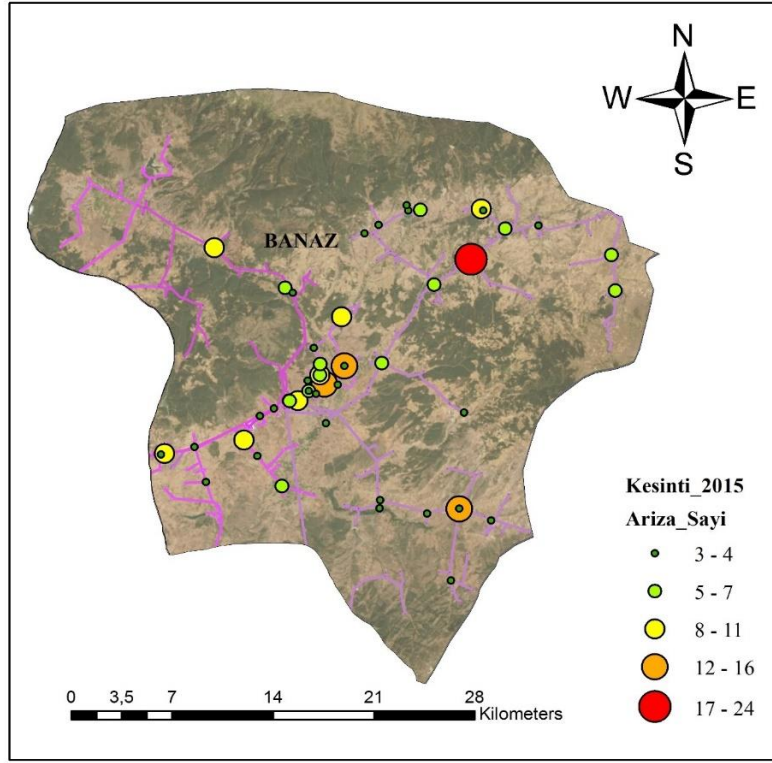 N
W E
S
BANAZ
Kesinti_2015
Ariza_Sayi
3 - 4
5 - 7
8 - 11
12 - 16
17 - 24
0 3,5 7 14 21 28
Kilometers